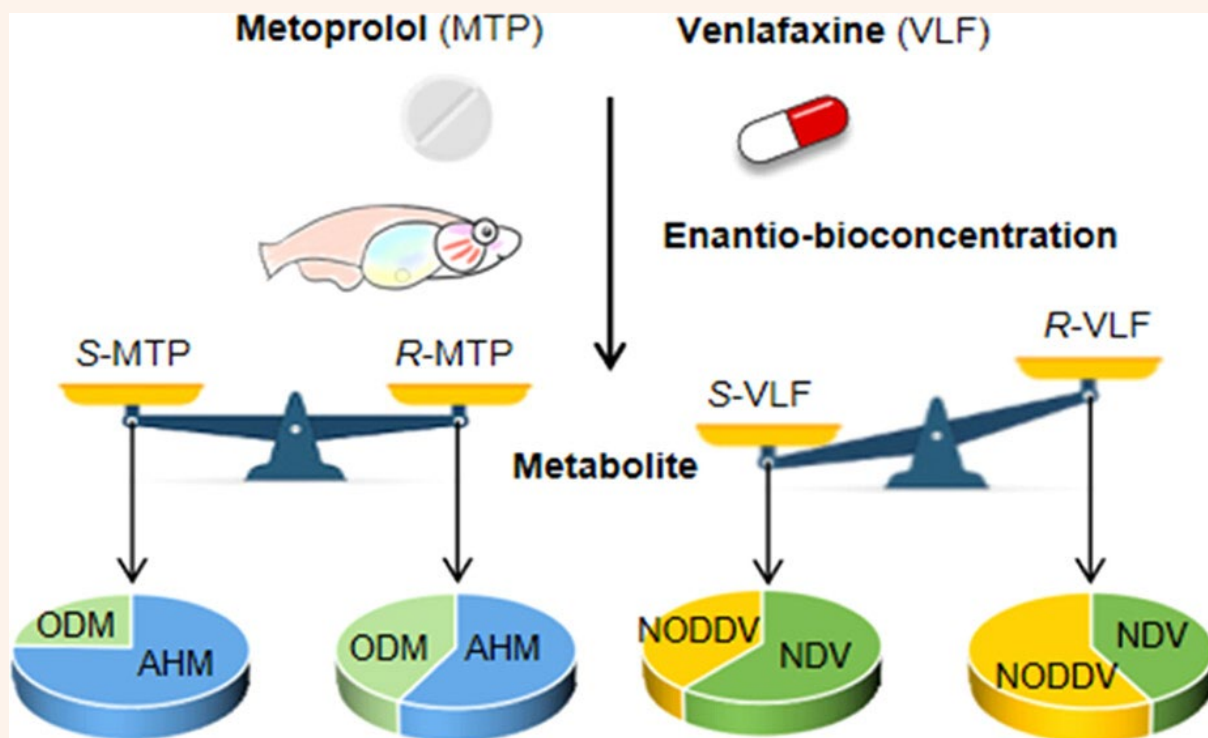 Metoprolol (MTP)
Venlafaxine (VLF)
Enantio-bioconcentration
S-MTP
R-MTP
S-VLF
R-VLF
Metabolite
ODM
AHM
ODM
AHM
NODDV
NDV
NODDV
NDV